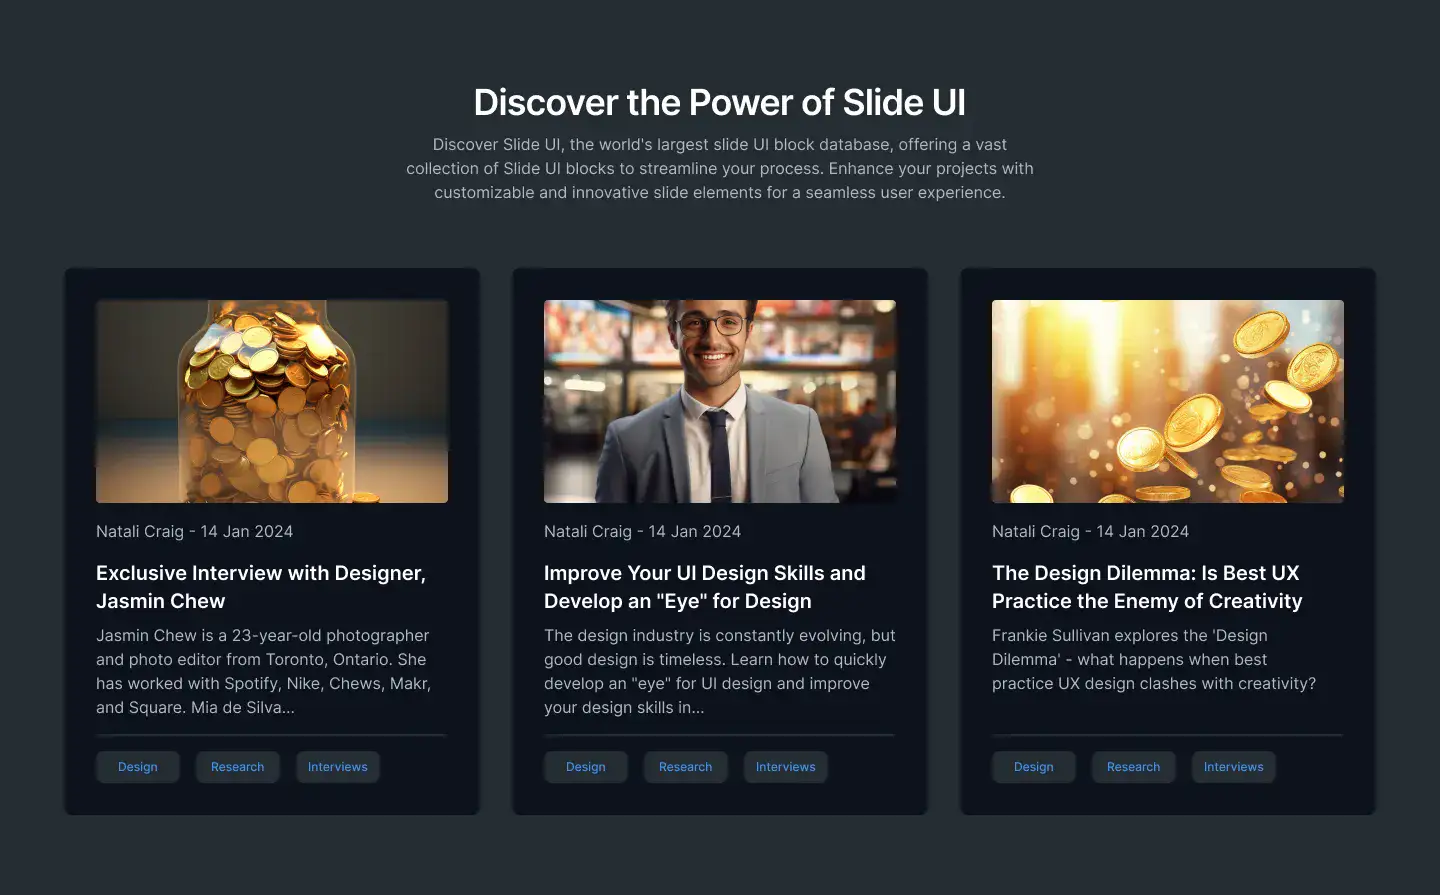 Discover the Power of Slide UI
Discover Slide UI, the world's largest slide UI block database, offering a vast
collection of Slide UI blocks to streamline your process. Enhance your projects with
customizable and innovative slide elements for a seamless user experience.
Natali Craig - 14 Jan 2024
Exclusive Interview with Designer,
Jasmin Chew
Jasmin Chew is a 23-year-old photographer
and photo editor from Toronto, Ontario. She
has worked with Spotify, Nike, Chews, Makr,
and Square. Mia de Silva...
Design
Research
Interviews
Natali Craig - 14 Jan 2024
Improve Your UI Design Skills and
Develop an "Eye" for Design
The design industry is constantly evolving, but
good design is timeless. Learn how to quickly
develop an "eye" for UI design and improve
your design skills in...
Design
Research
Interviews
Natali Craig - 14 Jan 2024
The Design Dilemma: Is Best UX
Practice the Enemy of Creativity
Frankie Sullivan explores the 'Design
Dilemma' - what happens when best
practice UX design clashes with creativity?
Design
Research
Interviews